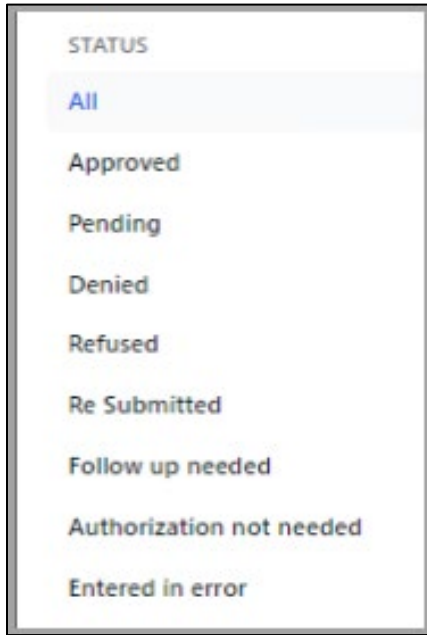 STATUS
All
Approved
Pending
Denied
Refused
Re Submitted
Follow up needed
Authorization not needed
Entered in error